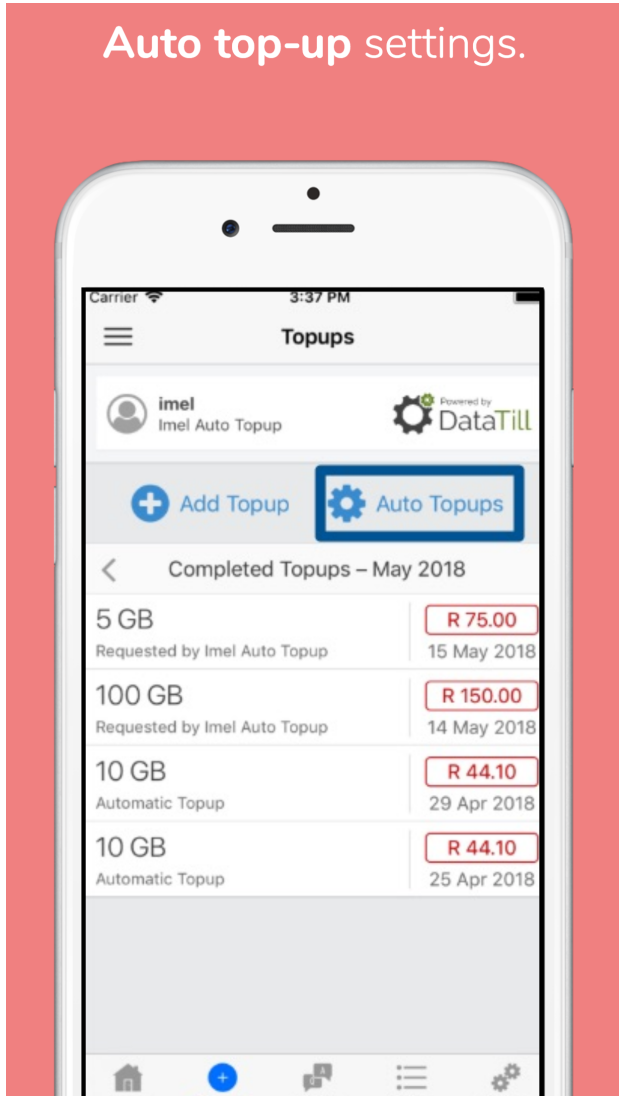 Auto top-up settings.
Carrier 3:37 PM
Topups
imel
Imel Auto Topup
Powered by
DataTill
Add Topup Auto Topups
Completed Topups – May 2018
5 GB R 75.00
Requested by Imel Auto Topup 15 May 2018
100 GB R 150.00
Requested by Imel Auto Topup 14 May 2018
10 GB R 44.10
Automatic Topup 29 Apr 2018
10 GB R 44.10
Automatic Topup 25 Apr 2018